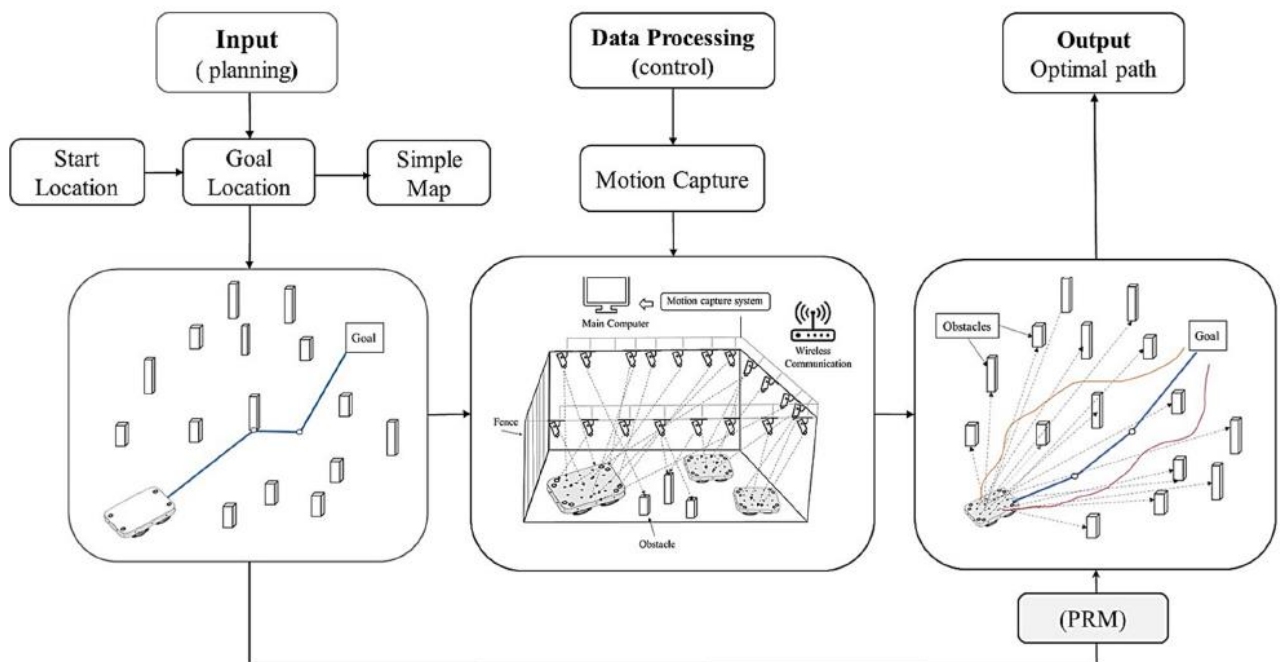 Input
( planning)
Data Processing
(control)
Output
Optimal path
Start
Location
Goal
Location
Simple
Map
Motion Capture
Goal
Main Computer
Motion capture system
Wireless
Communication
Fence
Obstacle
Obstacles
Goal
(PRM)